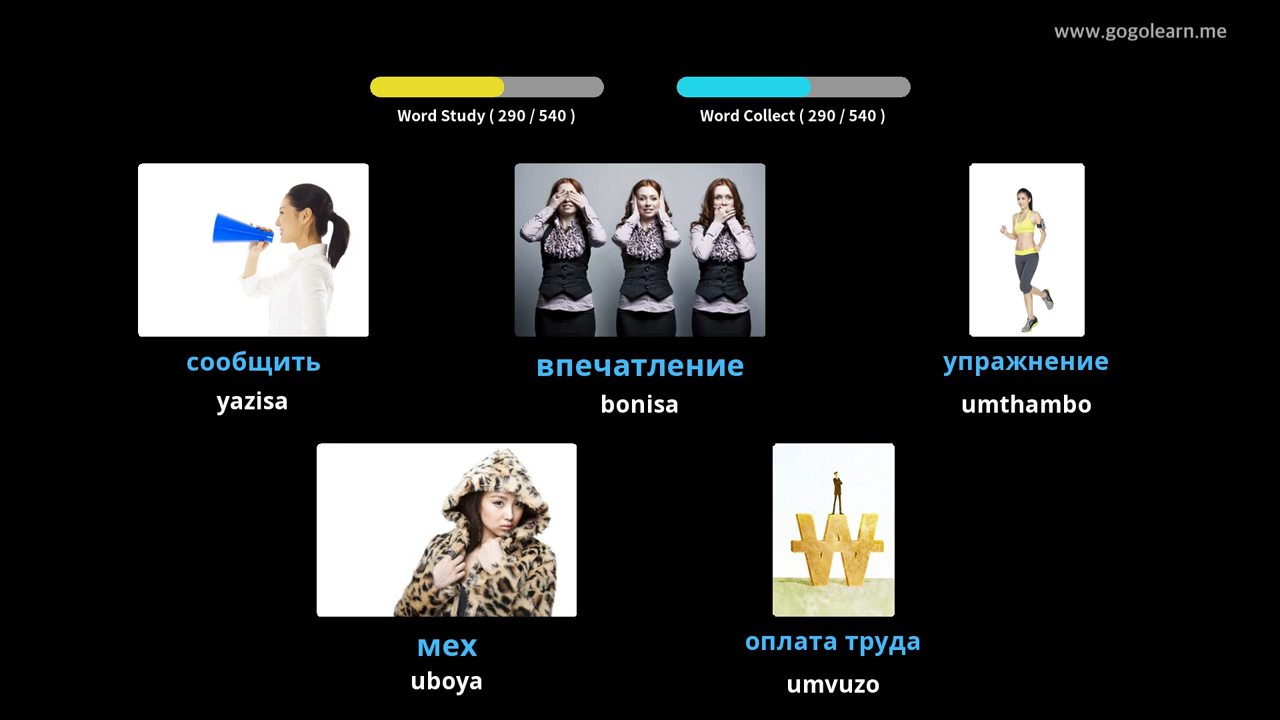 www.gogolearn.me
Word Study ( 290 / 540 )
Word Collect ( 290 / 540 )
сообщить
yazisa
впечатление
bonisa
упражнение
umthambo
мех
uboya
оплата труда
umvuzo